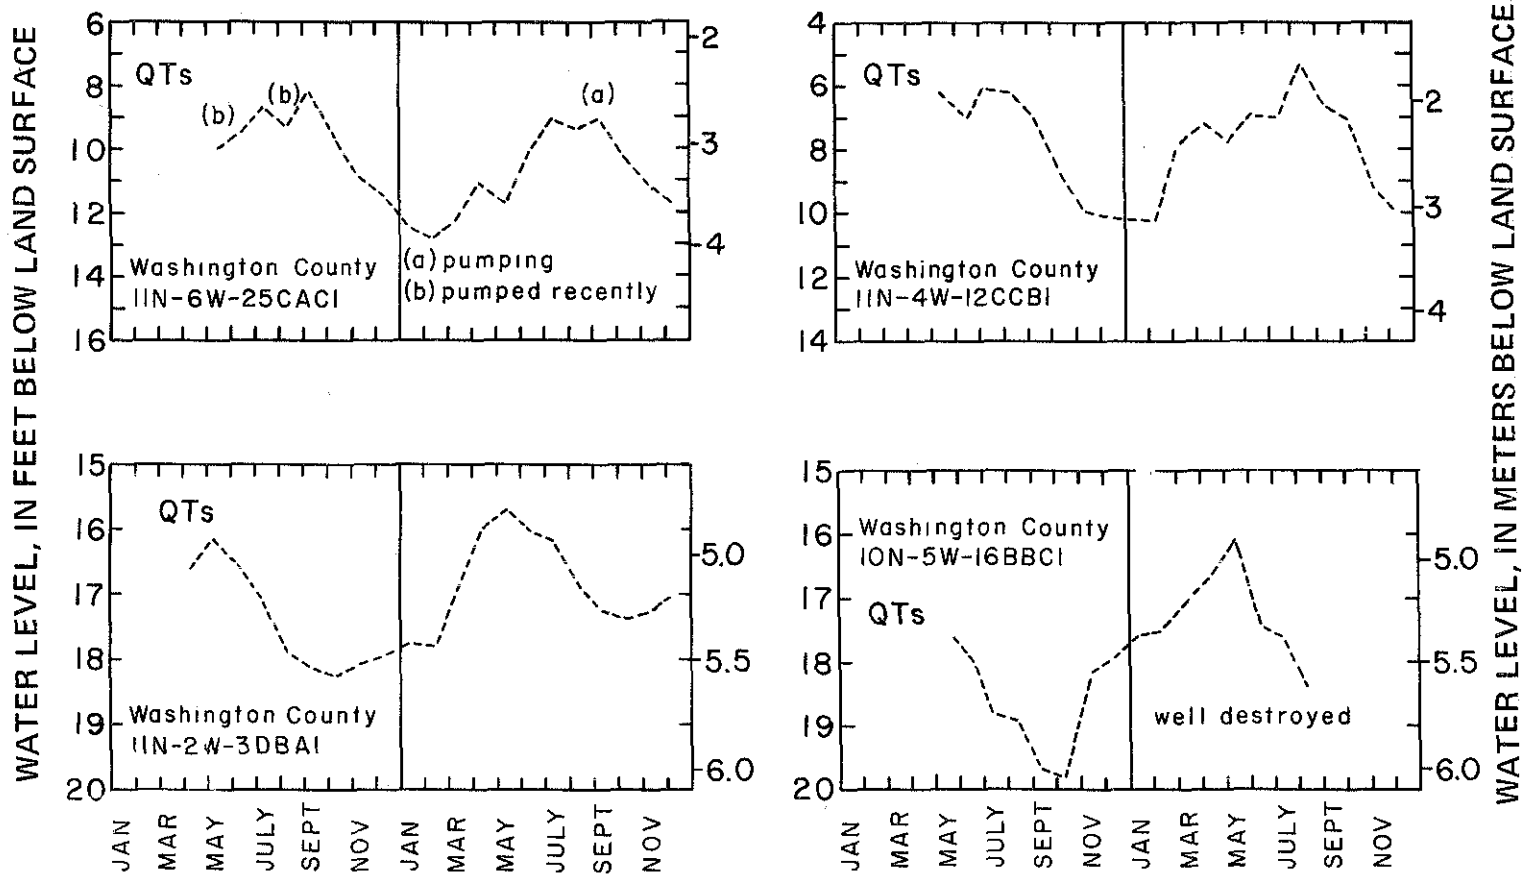 WATER LEVEL, IN FEET BELOW LAND SURFACE
6
8
10
12
14
16
QTs
(b)
(b)
(a)
Washington County
11N-6W-25CAC1
(a) pumping
(b) pumped recently
2
3
4
4
6
8
10
12
14
QTs
Washington County
11N-4W-12CCB1
2
3
4
WATER LEVEL, IN METERS BELOW LAND SURFACE
15
16
17
18
19
20
QTs
Washington County
11N-2W-3DBA1
5.0
5.5
6.0
JAN MAR MAY JULY SEPT NOV JAN MAR MAY JULY SEPT NOV
15
16
17
18
19
20
Washington County
10N-5W-16BBC1
QTs
well destroyed
5.0
5.5
6.0
JAN MAR MAY JULY SEPT NOV JAN MAR MAY JULY SEPT NOV